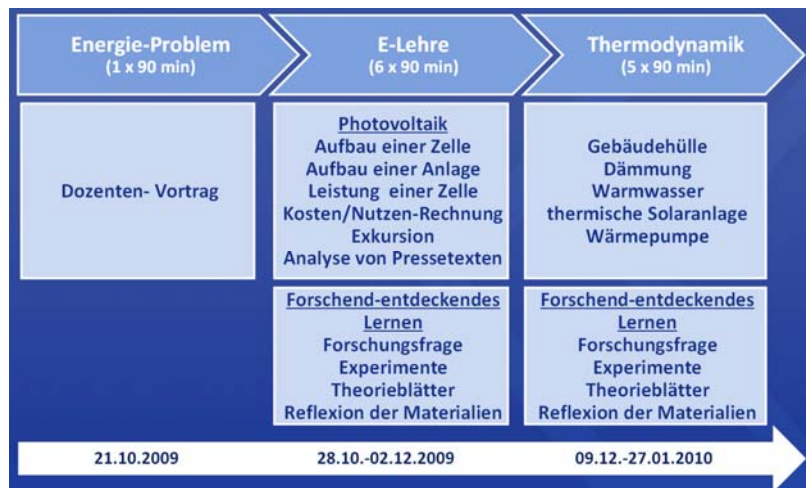 Energie-Problem
(1 x 90 min)
E-Lehre
(6 x 90 min)
Thermodynamik
(5 x 90 min)
Dozenten- Vortrag
Photovoltaik
Aufbau einer Zelle
Aufbau einer Anlage
Leistung einer Zelle
Kosten/Nutzen-Rechnung
Exkursion
Analyse von Pressetexten
Gebäudehülle
Dämmung
Warmwasser
thermische Solaranlage
Wärmepumpe
Forschend-entdeckendes
Lernen
Forschungsfrage
Experimente
Theorieblätter
Reflexion der Materialien
Forschend-entdeckendes
Lernen
Forschungsfrage
Experimente
Theorieblätter
Reflexion der Materialien
21.10.2009
28.10.-02.12.2009
09.12.-27.01.2010